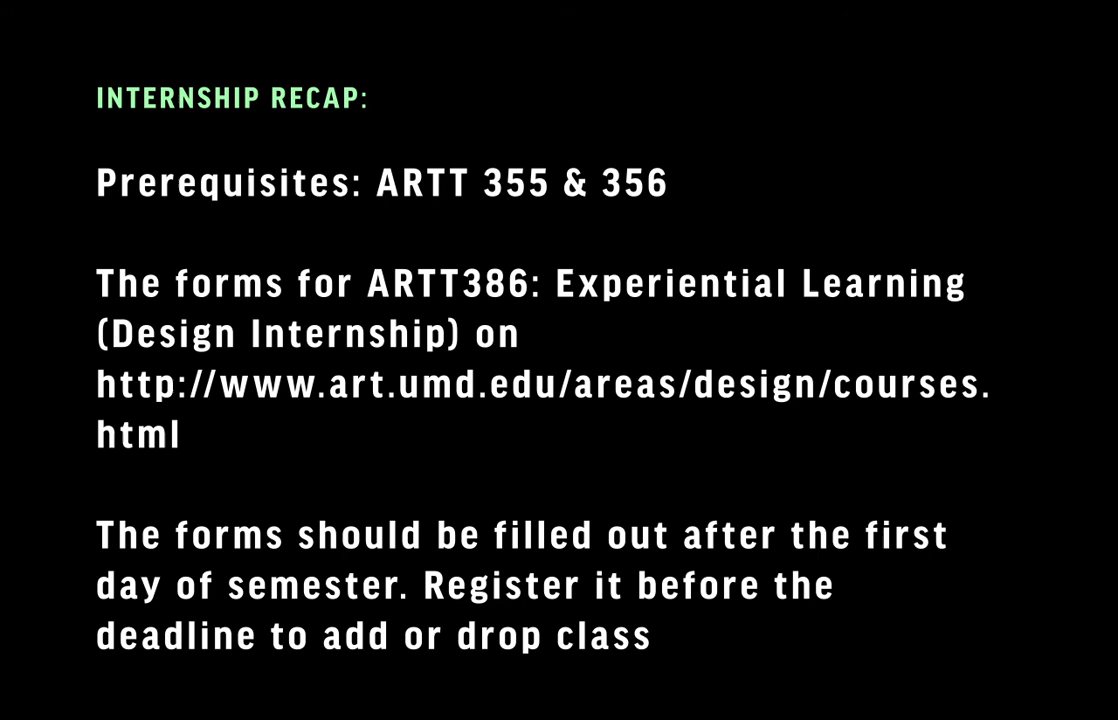 INTERNSHIP RECAP:
Prerequisites: ARTT 355 & 356
The forms for ARTT386: Experiential Learning
(Design Internship) on
http://www.art.umd.edu/areas/design/courses.
html
The forms should be filled out after the first
day of semester. Register it before the
deadline to add or drop class